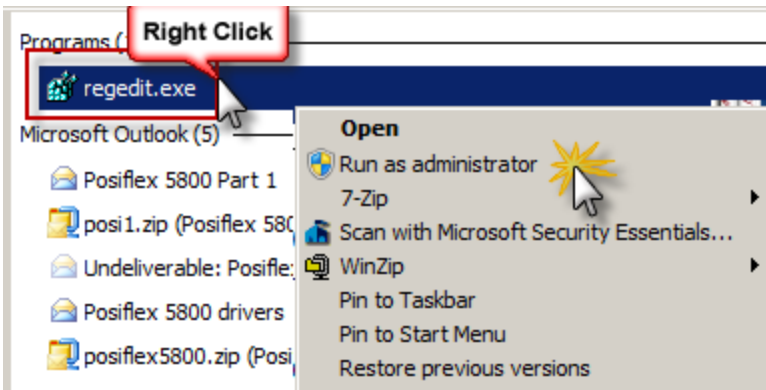 Right Click
Programs (
regedit.exe
Microsoft Outlook (5)
Posiflex 5800 Part 1
posi1.zip (Posiflex 580
Undeliverable: Posifle
Posiflex 5800 drivers
posiflex5800.zip (Posi
Open
Run as administrator
7-Zip
Scan with Microsoft Security Essentials...
WinZip
Pin to Taskbar
Pin to Start Menu
Restore previous versions